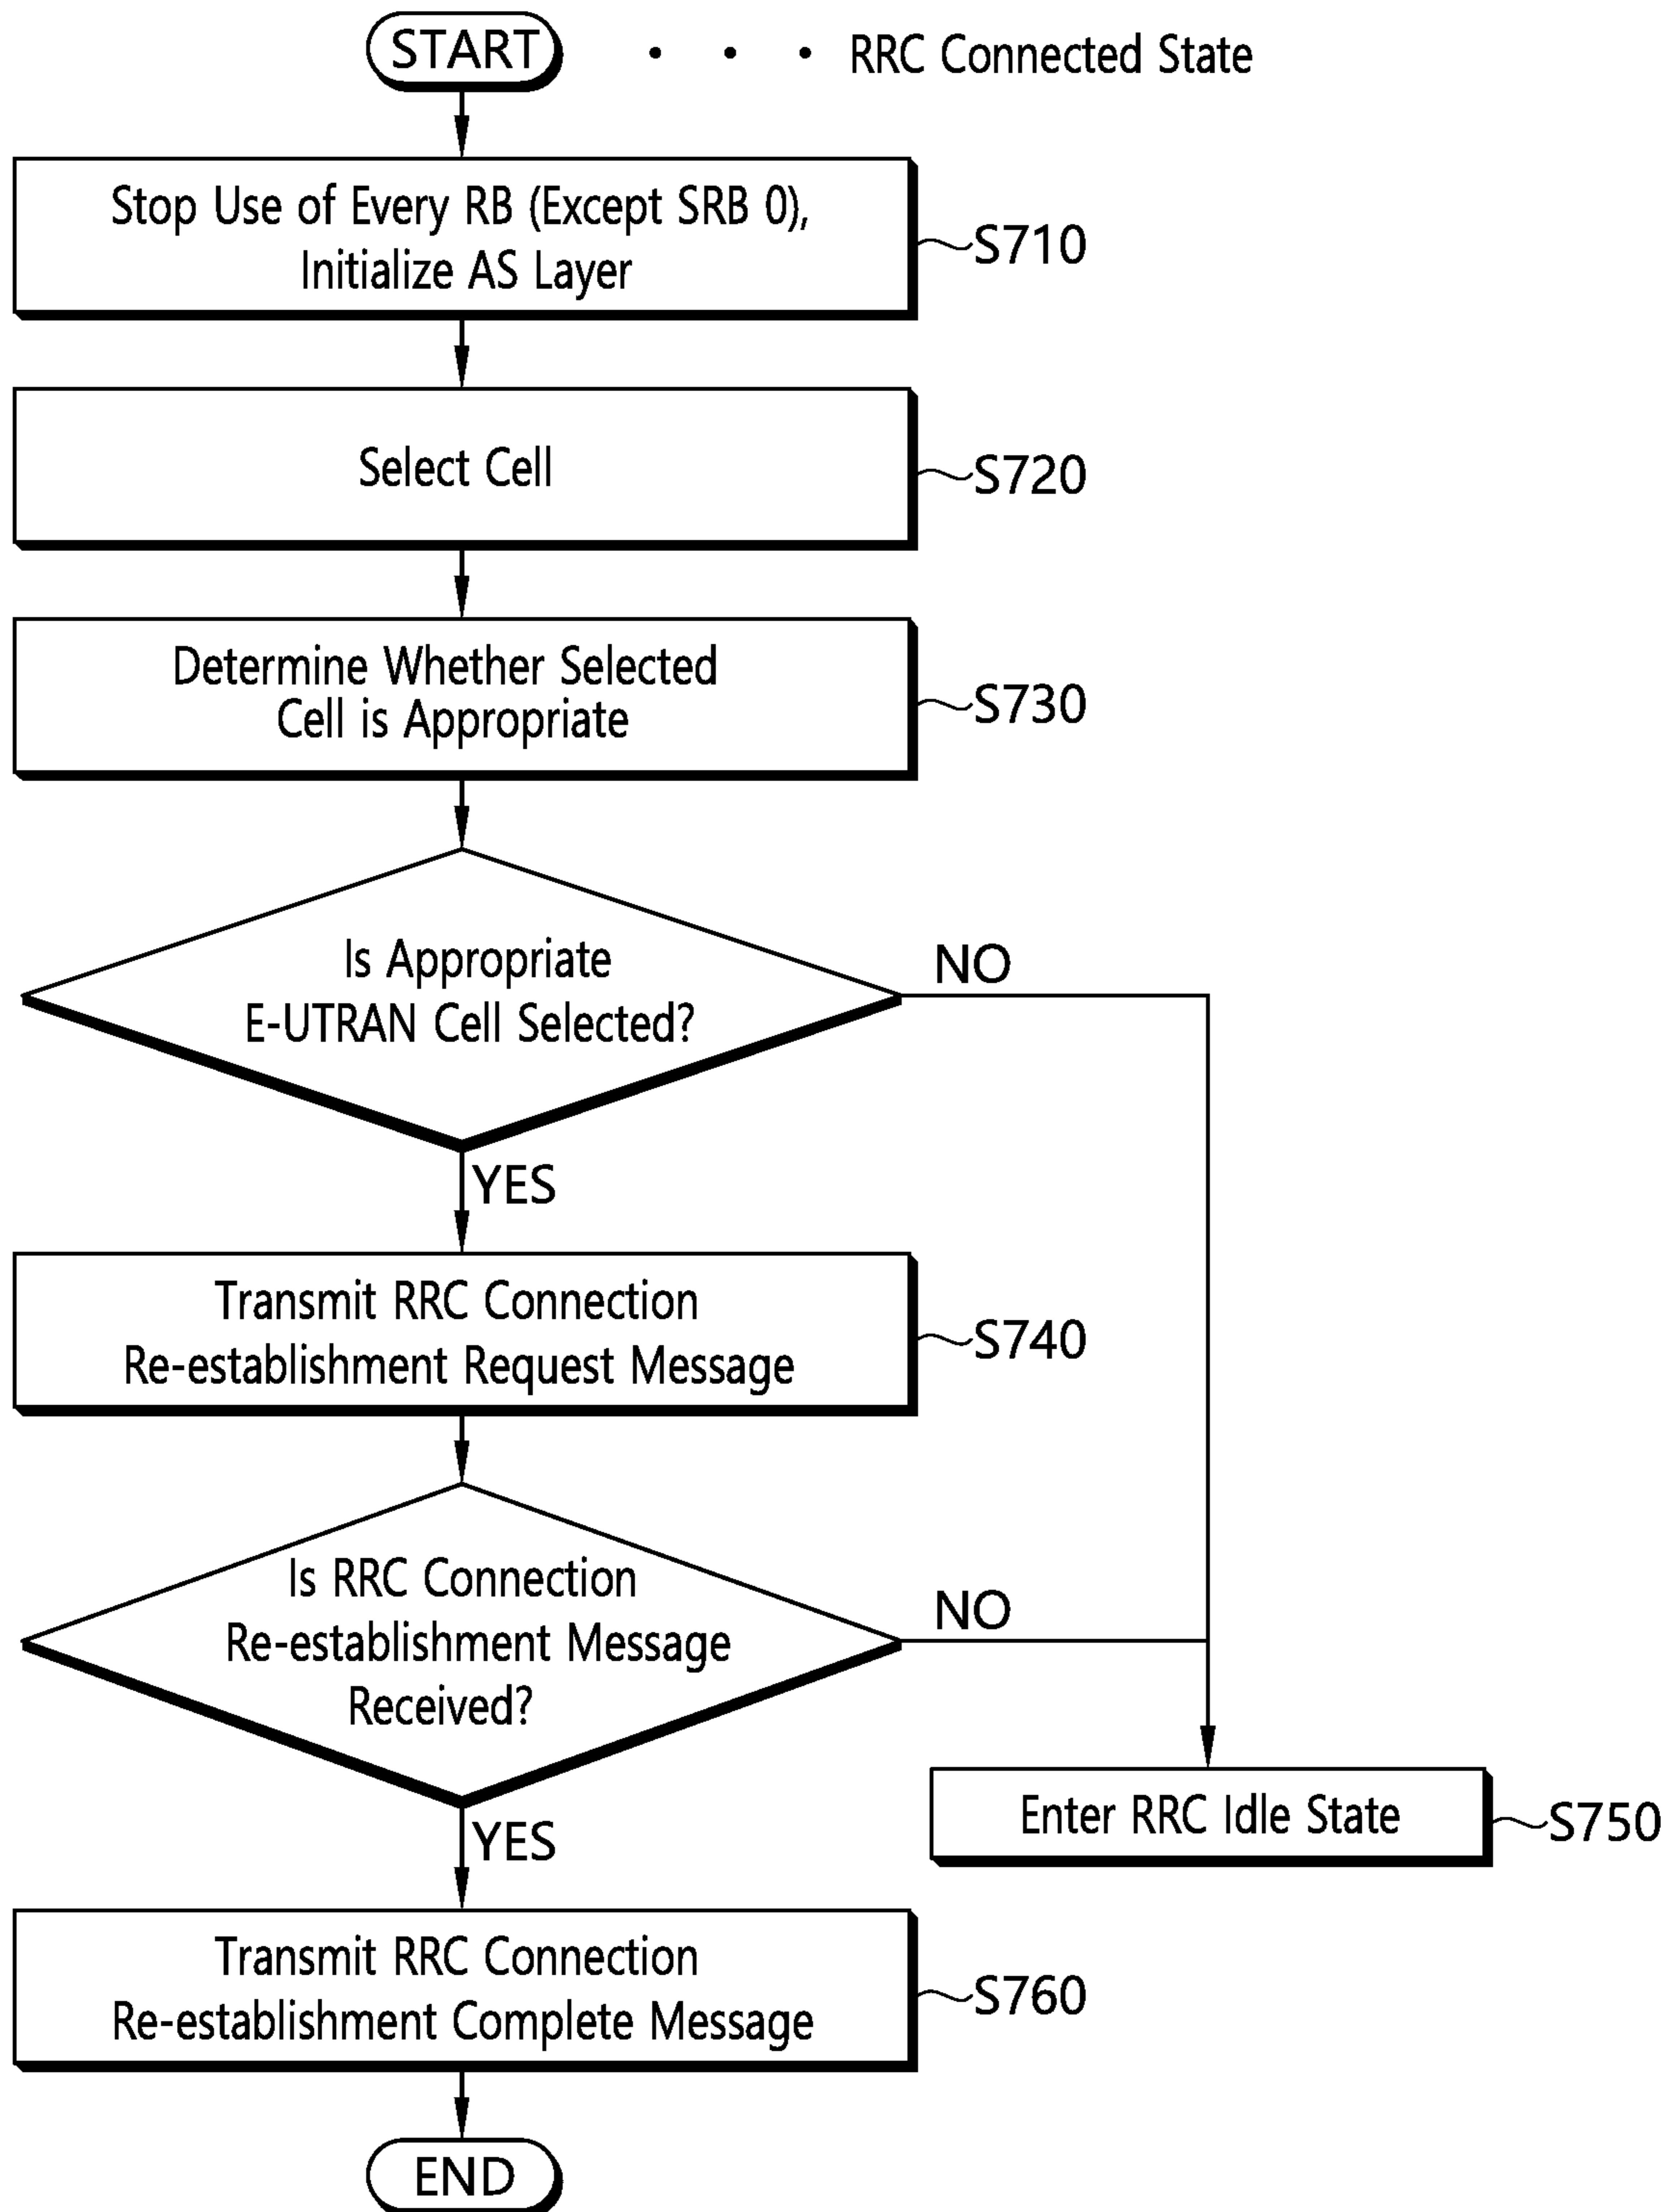 START
• • • RRC Connected State
Stop Use of Every RB (Except SRB 0),
Initialize AS Layer
S710
Select Cell
S720
Determine Whether Selected
Cell is Appropriate
S730
Is Appropriate
E-UTRAN Cell Selected?
NO
YES
Transmit RRC Connection
Re-establishment Request Message
S740
Is RRC Connection
Re-establishment Message
Received?
NO
YES
Enter RRC Idle State
S750
Transmit RRC Connection
Re-establishment Complete Message
S760
END